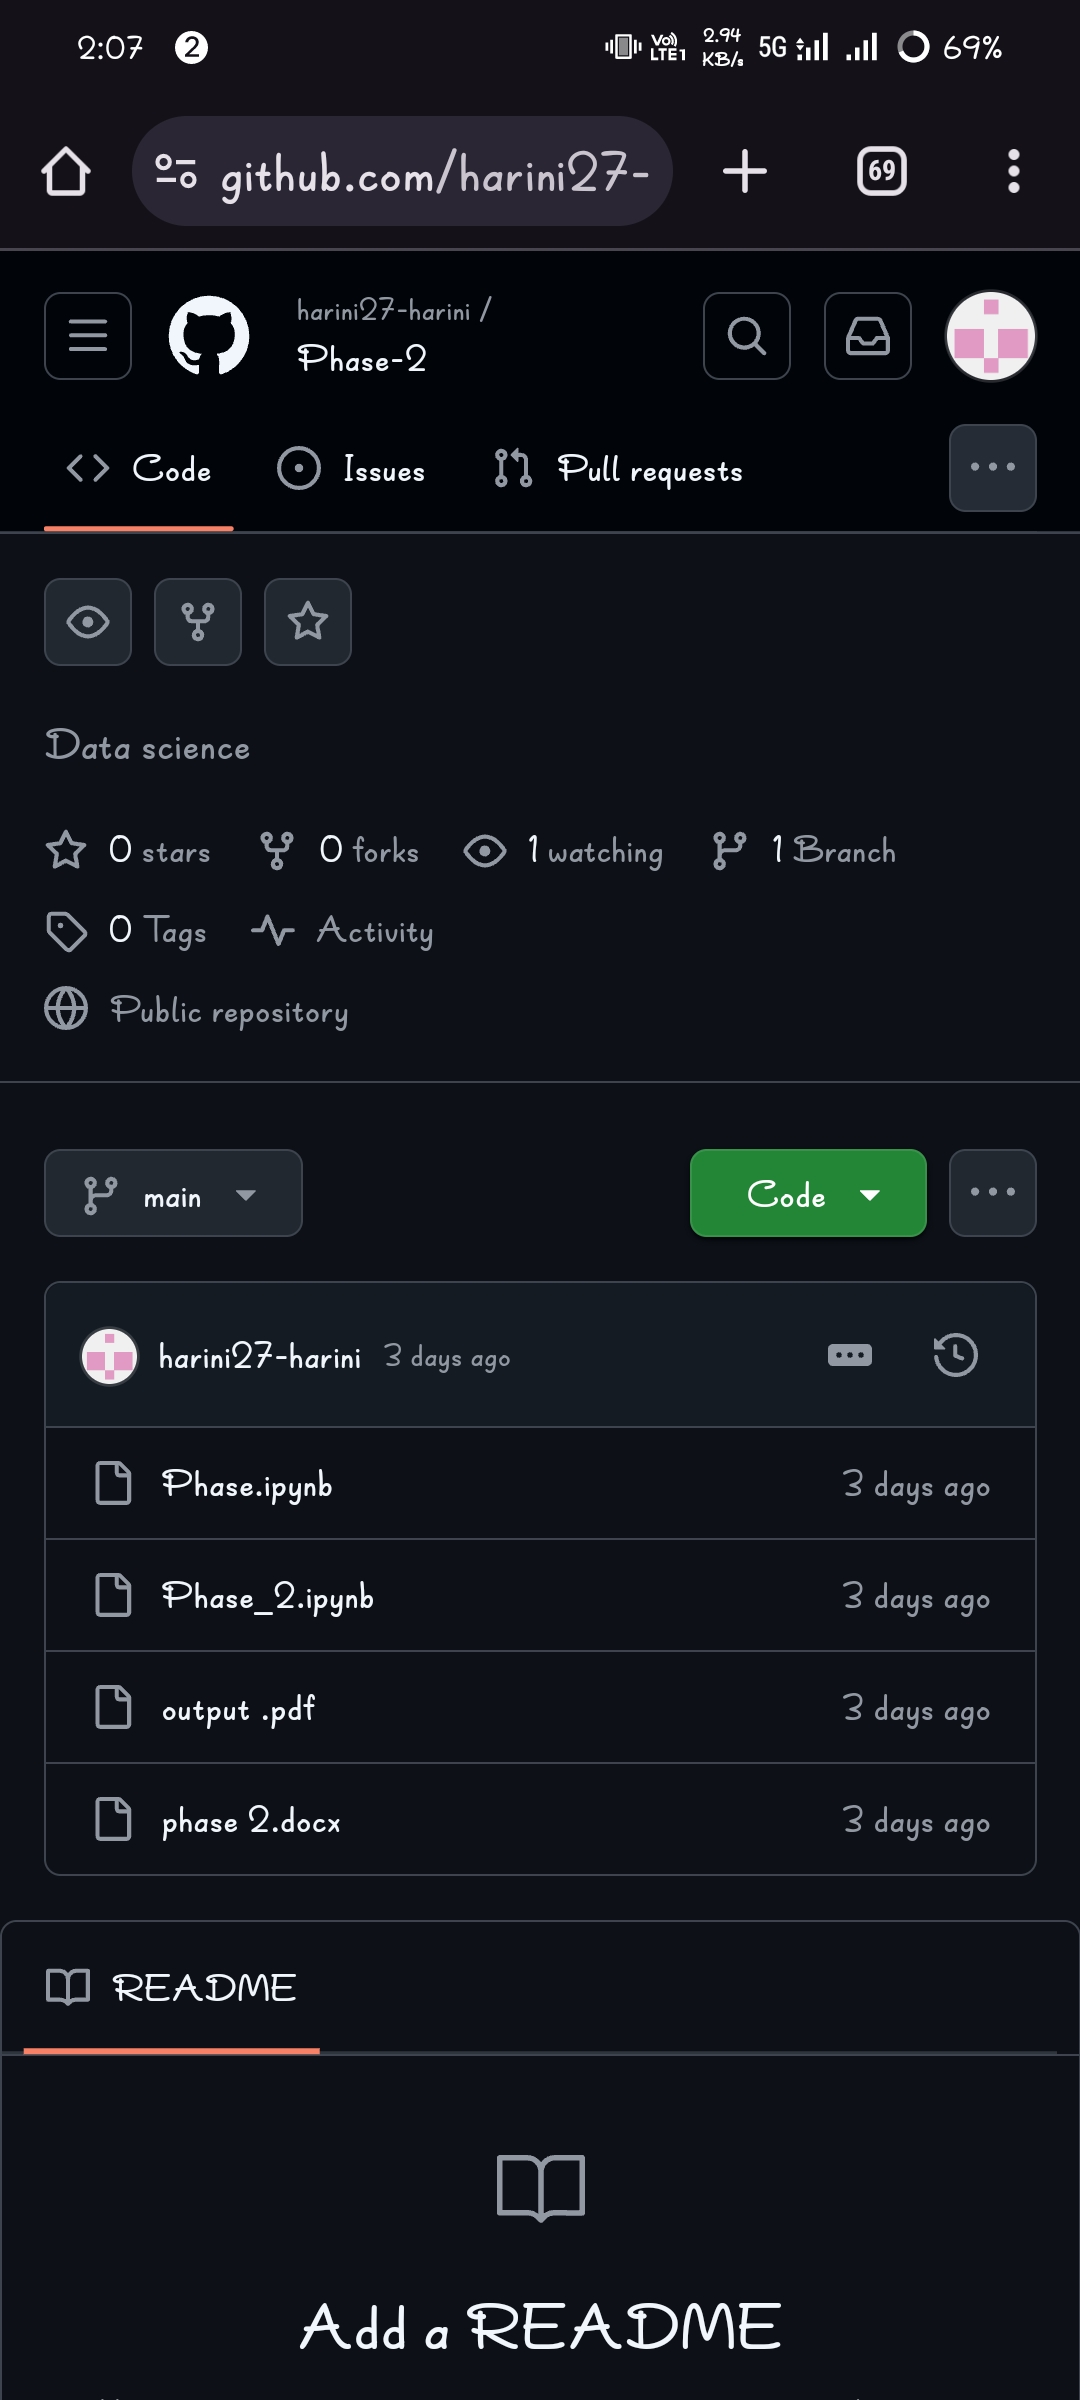 2:07 2 Vo) LTE1 2.94 KB/s 5G 69%
github.com/harini27- 69
harini27-harini /
Phase-2
Code Issues Pull requests
Data science
0 stars 0 forks 1 watching 1 Branch
0 Tags Activity
Public repository
main Code
harini27-harini 3 days ago
Phase.ipynb 3 days ago
Phase_2.ipynb 3 days ago
output .pdf 3 days ago
phase 2.docx 3 days ago
README
Add a README